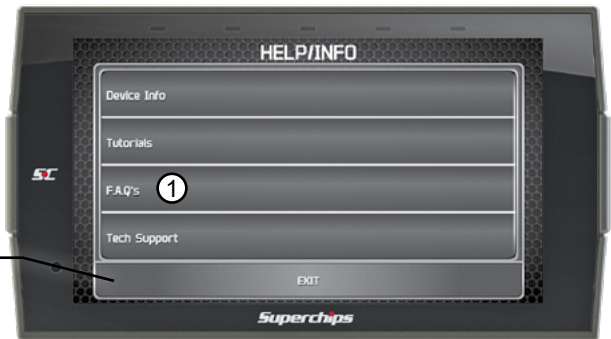 HELP/INFO
Device Info
Tutorials
F.A.Q's
1
Tech Support
EXIT
SC
Superchips